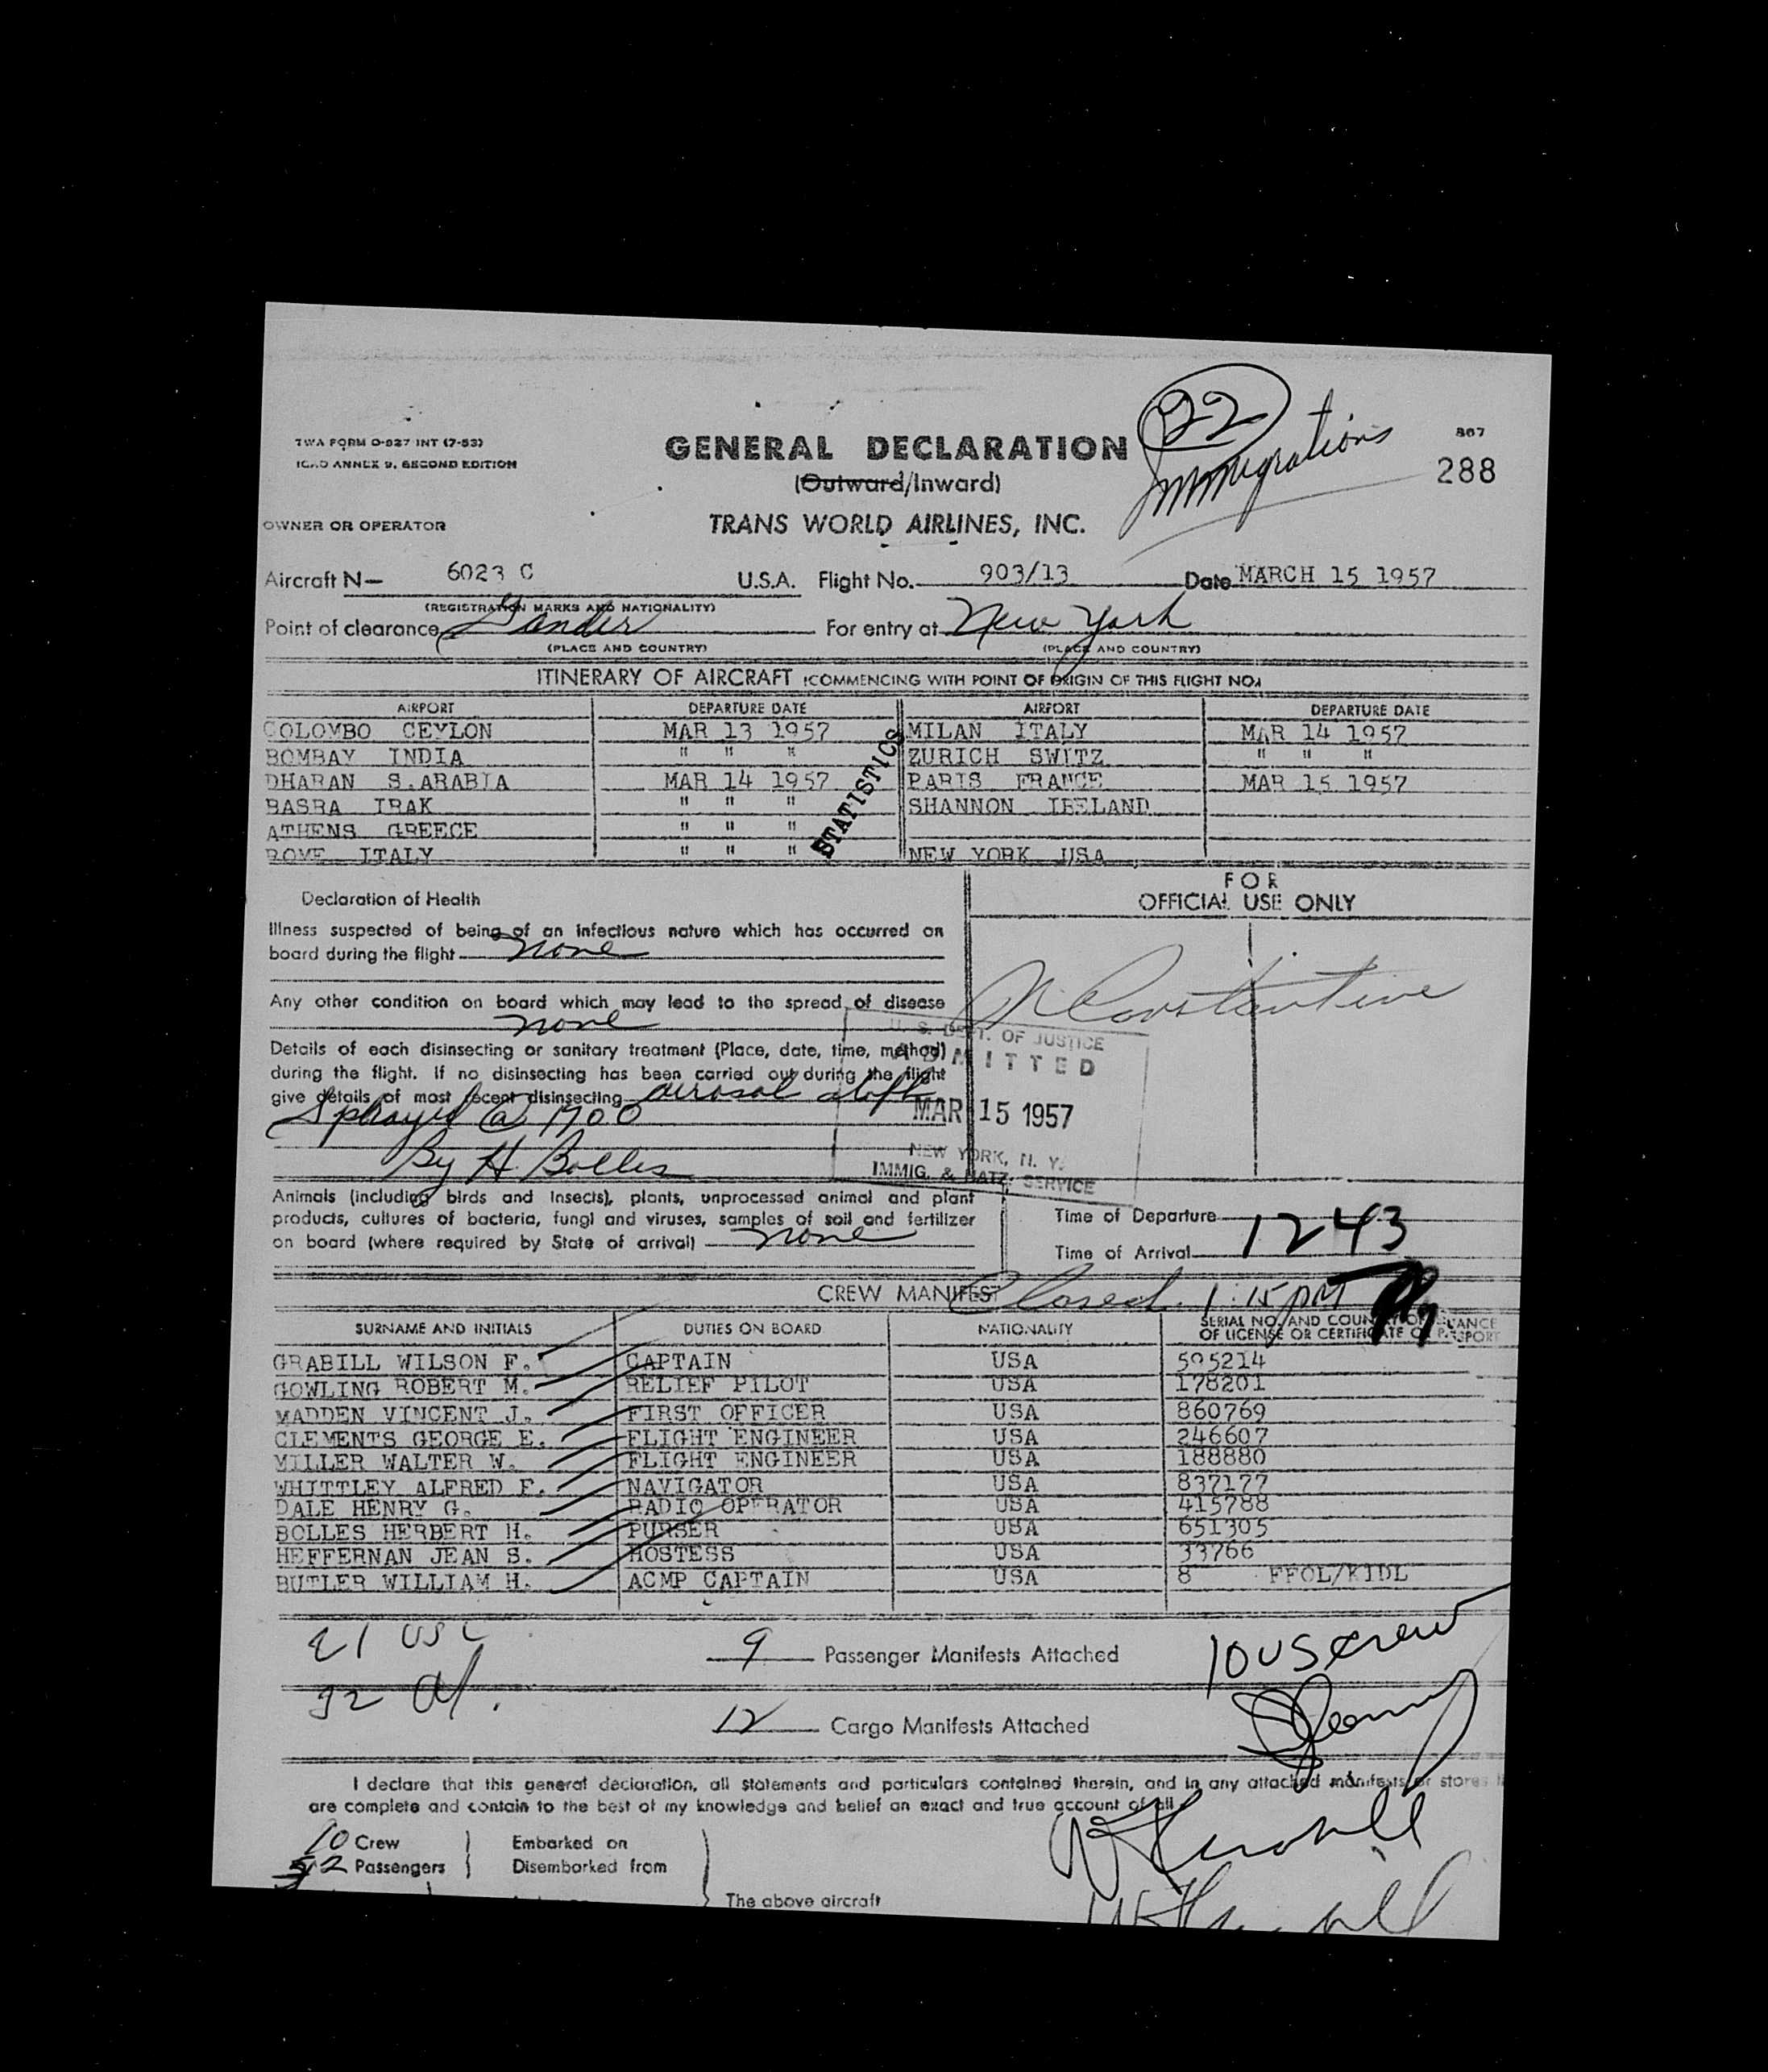 22
Immigrations
TWA FORM O-827 INT (7-53)
ICAO ANNEX 9, SECOND EDITION
GENERAL DECLARATION
(Outward/Inward)
867
288
OWNER OR OPERATOR
TRANS WORLD AIRLINES, INC.
Aircraft N— 6023 C U.S.A. Flight No. 903/13 Date MARCH 15 1957
(REGISTRATION MARKS AND NATIONALITY)
Point of clearance Gander For entry at New York
(PLACE AND COUNTRY) (PLACE AND COUNTRY)
ITINERARY OF AIRCRAFT (COMMENCING WITH POINT OF ORIGIN OF THIS FLIGHT NO.)
AIRPORT DEPARTURE DATE AIRPORT DEPARTURE DATE
COLOMBO CEYLON MAR 13 1957 MILAN ITALY MAR 14 1957
BOMBAY INDIA " " " ZURICH SWITZ " " "
DHARAN S.ARABIA MAR 14 1957 PARIS FRANCE MAR 15 1957
BASRA IRAK " " " SHANNON IRELAND
ATHENS GREECE " " "
ROME ITALY " " " NEW YORK USA
STATISTICS
Declaration of Health
FOR
OFFICIAL USE ONLY
Illness suspected of being of an infectious nature which has occurred on
board during the flight none
Any other condition on board which may lead to the spread of disease
none
N Constantine
Details of each disinsecting or sanitary treatment (Place, date, time, method)
during the flight. If no disinsecting has been carried out during the flight
give details of most recent disinsecting aerosol aloft
Sprayed @ 1700
By H Bolles
U. S. DEPT. OF JUSTICE
ADMITTED
MAR 15 1957
NEW YORK, N. Y.
IMMIG. & NATZ. SERVICE
Animals (including birds and insects), plants, unprocessed animal and plant
products, cultures of bacteria, fungi and viruses, samples of soil and fertilizer
on board (where required by State of arrival) none
Time of Departure
Time of Arrival 1243
CREW MANIFEST
Closed 1:15 PM
SURNAME AND INITIALS DUTIES ON BOARD NATIONALITY SERIAL NO. AND COUNTRY OF ISSUANCE
OF LICENSE OR CERTIFICATE OR PASSPORT
GRABILL WILSON F. CAPTAIN USA 595214
GOWLING ROBERT M. RELIEF PILOT USA 178201
MADDEN VINCENT J. FIRST OFFICER USA 860769
CLEMENTS GEORGE E. FLIGHT ENGINEER USA 246607
MILLER WALTER W. FLIGHT ENGINEER USA 188880
WHITTLEY ALFRED F. NAVIGATOR USA 837177
DALE HENRY G. RADIO OPERATOR USA 415788
BOLLES HERBERT H. PURSER USA 651305
HEFFERNAN JEAN S. HOSTESS USA 33766
BUTLER WILLIAM H. ACMP CAPTAIN USA 8 FFOL/KIDL
21 USC
9 Passenger Manifests Attached
10 US crew
32 Al.
12 Cargo Manifests Attached
I declare that this general declaration, all statements and particulars contained therein, and in any attached manifests or stores
are complete and contain to the best of my knowledge and belief an exact and true account of all
10 Crew Embarked on
52 Passengers Disembarked from
The above aircraft